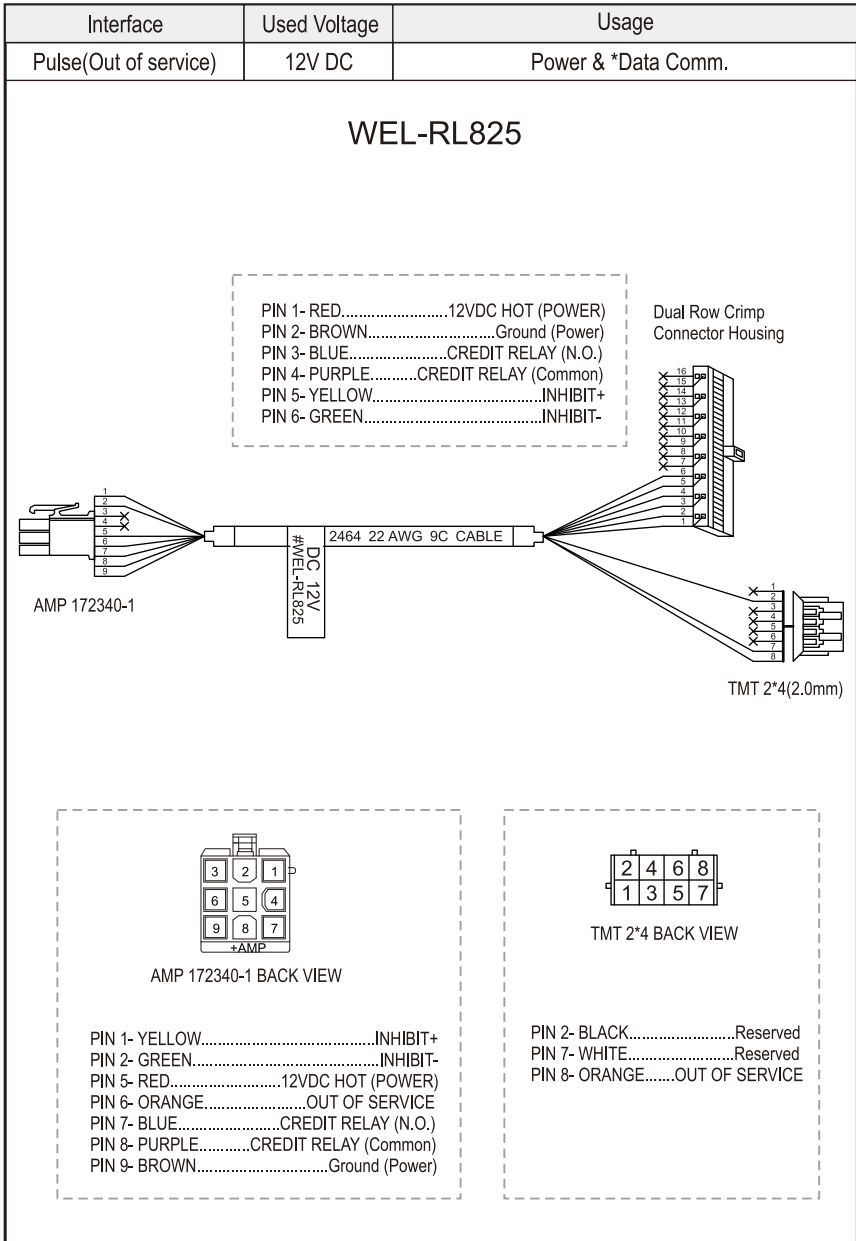 Interface Used Voltage Usage
Pulse(Out of service) 12V DC Power & *Data Comm.
WEL-RL825
PIN 1- RED.........................12VDC HOT (POWER)
PIN 2- BROWN..............................Ground (Power)
PIN 3- BLUE.......................CREDIT RELAY (N.O.)
PIN 4- PURPLE...........CREDIT RELAY (Common)
PIN 5- YELLOW........................................INHIBIT+
PIN 6- GREEN..........................................INHIBIT-
Dual Row Crimp
Connector Housing
16
15
14
13
12
11
10
9
8
7
6
5
4
3
2
1
1
2
3
4
5
6
7
8
9
AMP 172340-1
2464 22 AWG 9C CABLE
DC 12V
#WEL-RL825
1
2
3
4
5
6
7
8
TMT 2*4(2.0mm)
3 2 1
6 5 4
9 8 7
+AMP
AMP 172340-1 BACK VIEW
PIN 1- YELLOW.........................................INHIBIT+
PIN 2- GREEN............................................INHIBIT-
PIN 5- RED..........................12VDC HOT (POWER)
PIN 6- ORANGE........................OUT OF SERVICE
PIN 7- BLUE........................CREDIT RELAY (N.O.)
PIN 8- PURPLE............CREDIT RELAY (Common)
PIN 9- BROWN...............................Ground (Power)
2 4 6 8
1 3 5 7
TMT 2*4 BACK VIEW
PIN 2- BLACK.........................Reserved
PIN 7- WHITE.........................Reserved
PIN 8- ORANGE.......OUT OF SERVICE